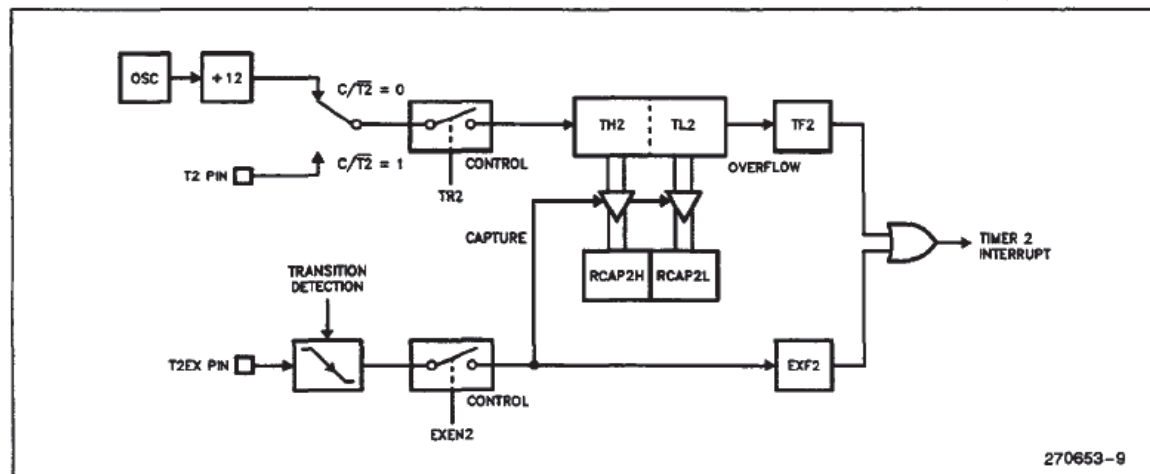 OSC
÷12
C/T2 = 0
C/T2 = 1
T2 PIN
CONTROL
TR2
TH2
TL2
OVERFLOW
TF2
CAPTURE
RCAP2H
RCAP2L
TIMER 2
INTERRUPT
TRANSITION
DETECTION
T2EX PIN
CONTROL
EXEN2
EXF2
270653-9